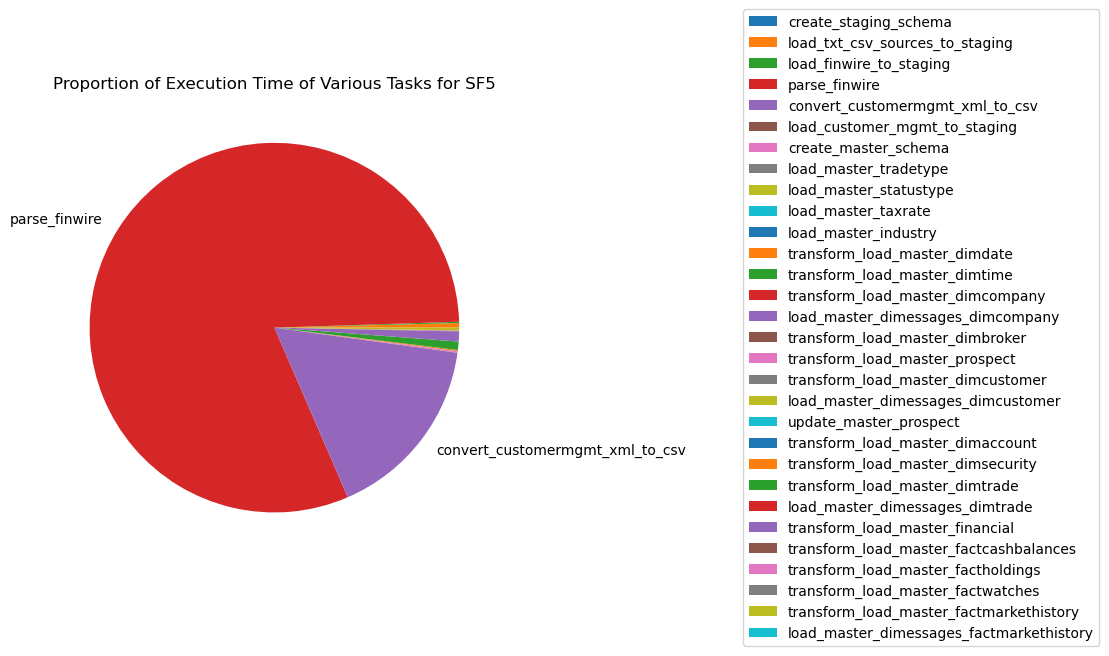 Proportion of Execution Time of Various Tasks for SF5
parse_finwire
convert_customermgmt_xml_to_csv
create_staging_schema
load_txt_csv_sources_to_staging
load_finwire_to_staging
parse_finwire
convert_customermgmt_xml_to_csv
load_customer_mgmt_to_staging
create_master_schema
load_master_tradetype
load_master_statustype
load_master_taxrate
load_master_industry
transform_load_master_dimdate
transform_load_master_dimtime
transform_load_master_dimcompany
load_master_dimessages_dimcompany
transform_load_master_dimbroker
transform_load_master_prospect
transform_load_master_dimcustomer
load_master_dimessages_dimcustomer
update_master_prospect
transform_load_master_dimaccount
transform_load_master_dimsecurity
transform_load_master_dimtrade
load_master_dimessages_dimtrade
transform_load_master_financial
transform_load_master_factcashbalances
transform_load_master_factholdings
transform_load_master_factwatches
transform_load_master_factmarkethistory
load_master_dimessages_factmarkethistory